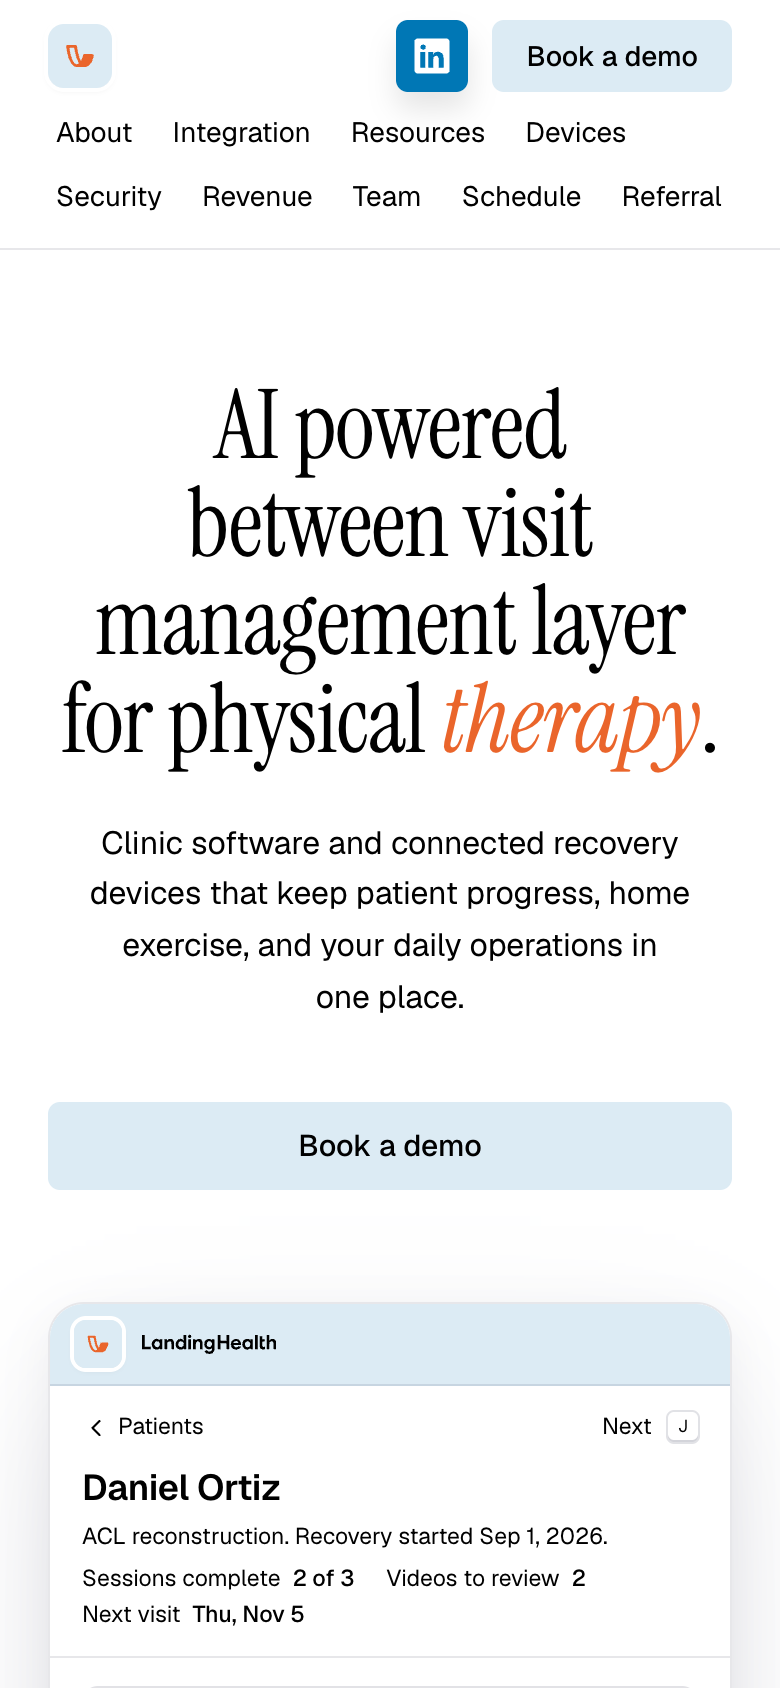 in Book a demo
About Integration Resources Devices
Security Revenue Team Schedule Referral
AI powered
between visit
management layer
for physical therapy.
Clinic software and connected recovery
devices that keep patient progress, home
exercise, and your daily operations in
one place.
Book a demo
LandingHealth
Patients Next J
Daniel Ortiz
ACL reconstruction. Recovery started Sep 1, 2026.
Sessions complete 2 of 3 Videos to review 2
Next visit Thu, Nov 5